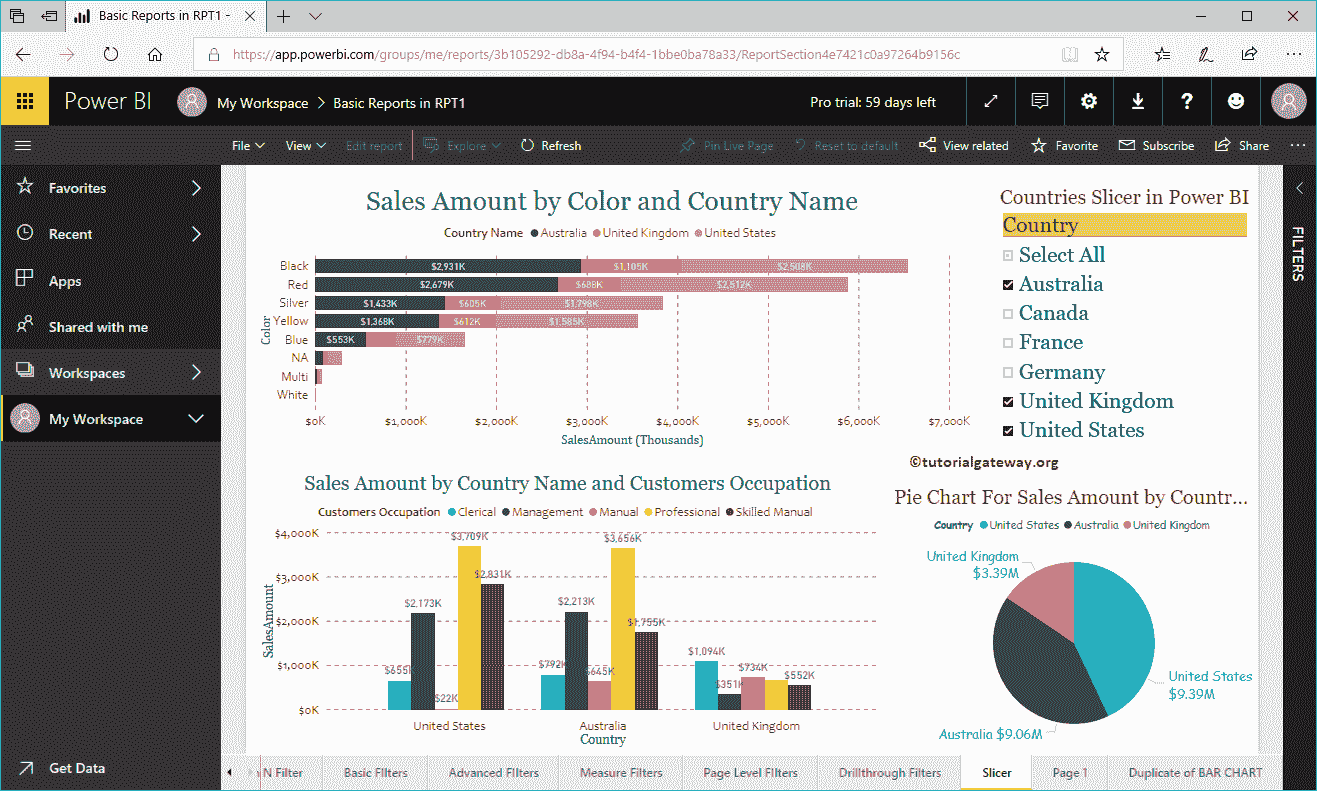 Basic Reports in RPT1 -
https://app.powerbi.com/groups/me/reports/3b105292-db8a-4f94-b4f4-1bbe0ba78a33/ReportSection4e7421c0a97264b9156c
Power BI My Workspace > Basic Reports in RPT1 Pro trial: 59 days left ?
File View Edit report Explore Refresh Pin Live Page Reset to default View related Favorite Subscribe Share ...
Favorites
Recent
Apps
Shared with me
Workspaces
My Workspace
Get Data
Sales Amount by Color and Country Name
Country Name Australia United Kingdom United States
Color
Black $2,931K $1,105K $2,508K
Red $2,679K $688K $2,512K
Silver $1,433K $605K $1,798K
Yellow $1,368K $612K $1,585K
Blue $553K $779K
NA
Multi
White
$0K $1,000K $2,000K $3,000K $4,000K $5,000K $6,000K $7,000K
SalesAmount (Thousands)
Countries Slicer in Power BI
Country
Select All
Australia
Canada
France
Germany
United Kingdom
United States
FILTERS
©tutorialgateway.org
Sales Amount by Country Name and Customers Occupation
Customers Occupation Clerical Management Manual Professional Skilled Manual
SalesAmount
$4,000K
$3,000K
$2,000K
$1,000K
$0K
$655K $2,173K $22K $3,709K $2,831K
$792K $2,213K $645K $3,656K $1,755K
$1,094K $351K $734K $552K
United States Australia United Kingdom
Country
Pie Chart For Sales Amount by Countr...
Country United States Australia United Kingdom
United Kingdom
$3.39M
United States
$9.39M
Australia $9.06M
N Filter Basic FIlters Advanced FIlters Measure Filters Page Level FIlters Drillthrough Filters Slicer Page 1 Duplicate of BAR CHART